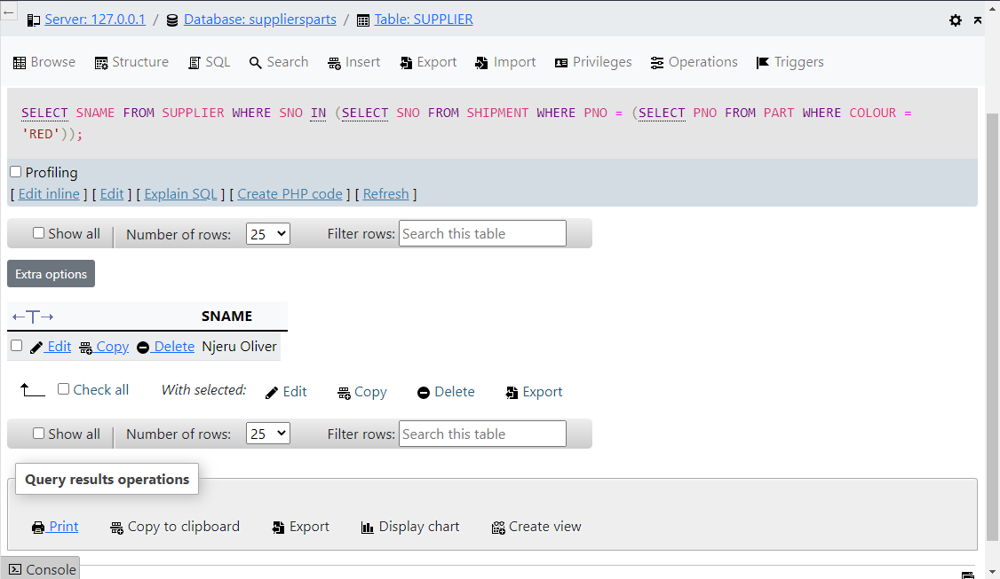 Server: 127.0.0.1 / Database: suppliersparts / Table: SUPPLIER
Browse Structure SQL Search Insert Export Import Privileges Operations Triggers
SELECT SNAME FROM SUPPLIER WHERE SNO IN (SELECT SNO FROM SHIPMENT WHERE PNO = (SELECT PNO FROM PART WHERE COLOUR =
'RED'));
Profiling
[ Edit inline ] [ Edit ] [ Explain SQL ] [ Create PHP code ] [ Refresh ]
Show all Number of rows: 25 Filter rows: Search this table
Extra options
←T→ SNAME
Edit Copy Delete Njeru Oliver
Check all With selected: Edit Copy Delete Export
Show all Number of rows: 25 Filter rows: Search this table
Query results operations
Print Copy to clipboard Export Display chart Create view
Console